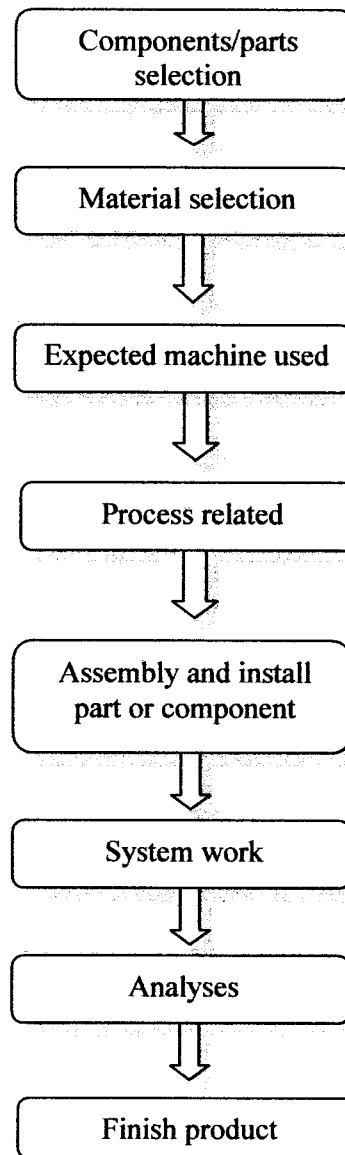 Components/parts
selection
Material selection
Expected machine used
Process related
Assembly and install
part or component
System work
Analyses
Finish product